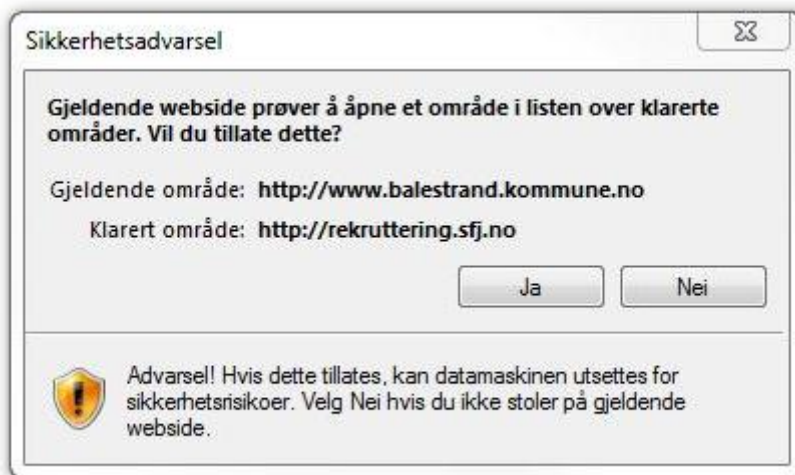 Sikkerhetsadvarsel
Gjeldende webside prøver å åpne et område i listen over klarerte
områder. Vil du tillate dette?
Gjeldende område: http://www.balestrand.kommune.no
Klarert område: http://rekruttering.sfj.no
Ja Nei
Advarsel! Hvis dette tillates, kan datamaskinen utsettes for
sikkerhetsrisikoer. Velg Nei hvis du ikke stoler på gjeldende
webside.